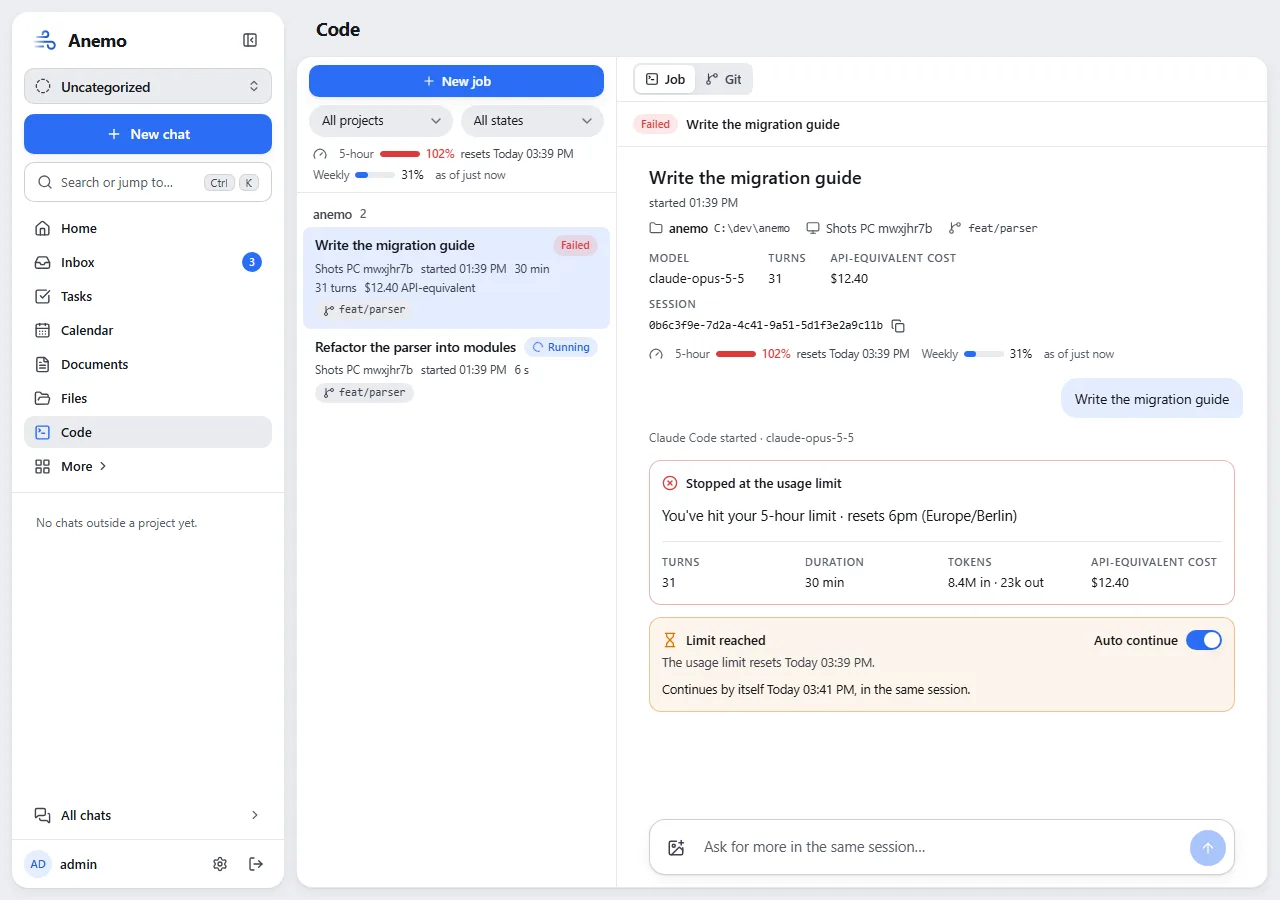 Anemo
Uncategorized
+ New chat
Search or jump to... Ctrl K
Home
Inbox 3
Tasks
Calendar
Documents
Files
Code
More
No chats outside a project yet.
All chats
AD admin
Code
+ New job
All projects All states
5-hour 102% resets Today 03:39 PM
Weekly 31% as of just now
anemo 2
Write the migration guide Failed
Shots PC mwxjhr7b started 01:39 PM 30 min
31 turns $12.40 API-equivalent
feat/parser
Refactor the parser into modules Running
Shots PC mwxjhr7b started 01:39 PM 6 s
feat/parser
Job Git
Failed Write the migration guide
Write the migration guide
started 01:39 PM
anemo C:\dev\anemo Shots PC mwxjhr7b feat/parser
MODEL TURNS API-EQUIVALENT COST
claude-opus-5-5 31 $12.40
SESSION
0b6c3f9e-7d2a-4c41-9a51-5d1f3e2a9c11b
5-hour 102% resets Today 03:39 PM Weekly 31% as of just now
Write the migration guide
Claude Code started · claude-opus-5-5
Stopped at the usage limit
You've hit your 5-hour limit · resets 6pm (Europe/Berlin)
TURNS DURATION TOKENS API-EQUIVALENT COST
31 30 min 8.4M in · 23k out $12.40
Limit reached Auto continue
The usage limit resets Today 03:39 PM.
Continues by itself Today 03:41 PM, in the same session.
Ask for more in the same session...